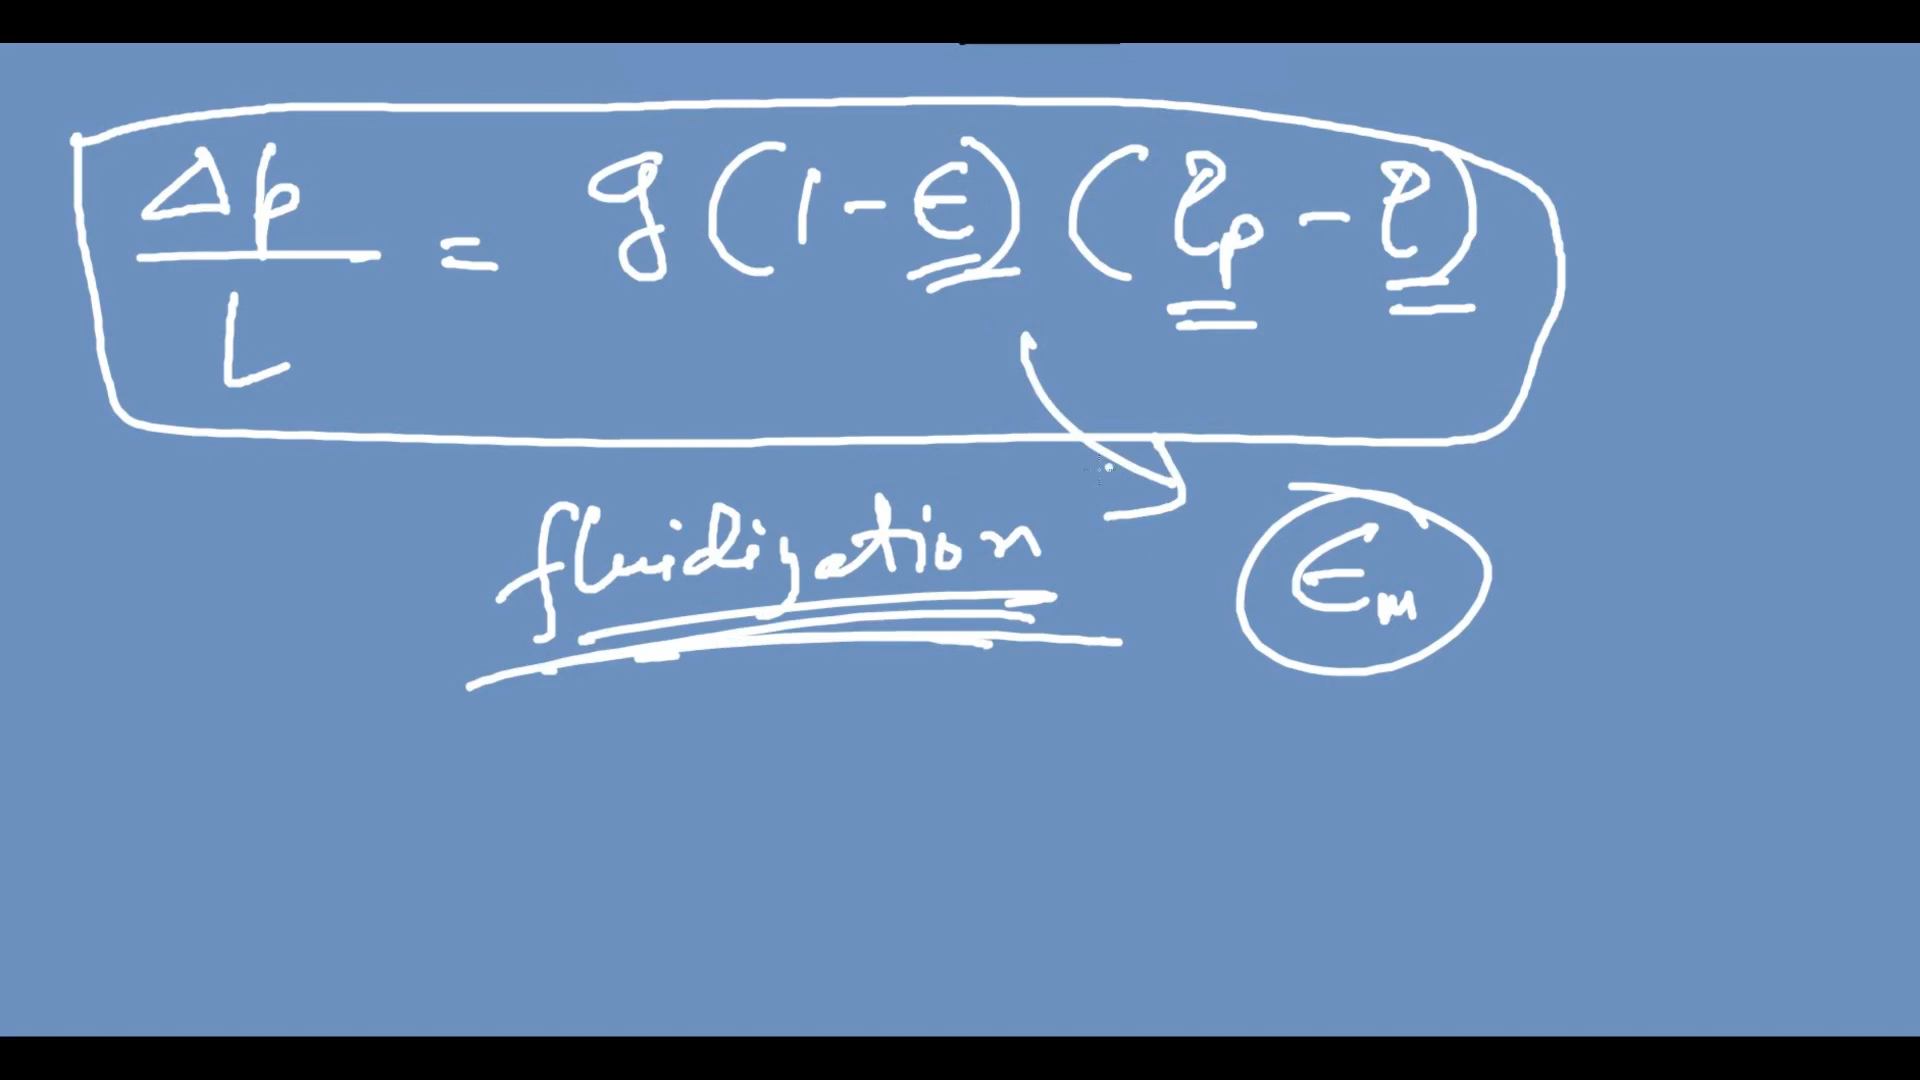 Δp/L = g(1-ϵ)(ρp-ρ)
fluidization ϵm